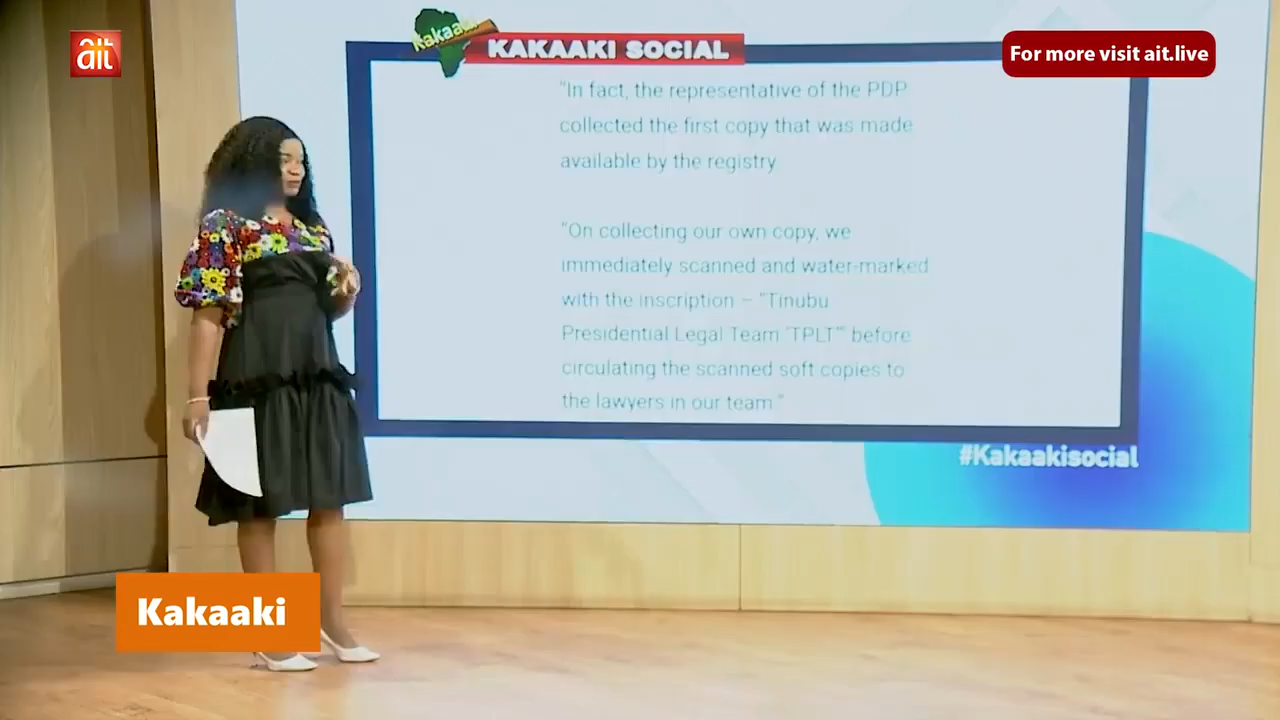 ait
Kakaaki
KAKAAKI SOCIAL
For more visit ait.live
"In fact, the representative of the PDP
collected the first copy that was made
available by the registry
"On collecting our own copy, we
immediately scanned and water-marked
with the inscription – "Tinubu
Presidential Legal Team 'TPLT'" before
circulating the scanned soft copies to
the lawyers in our team."
#Kakaakisocial
Kakaaki